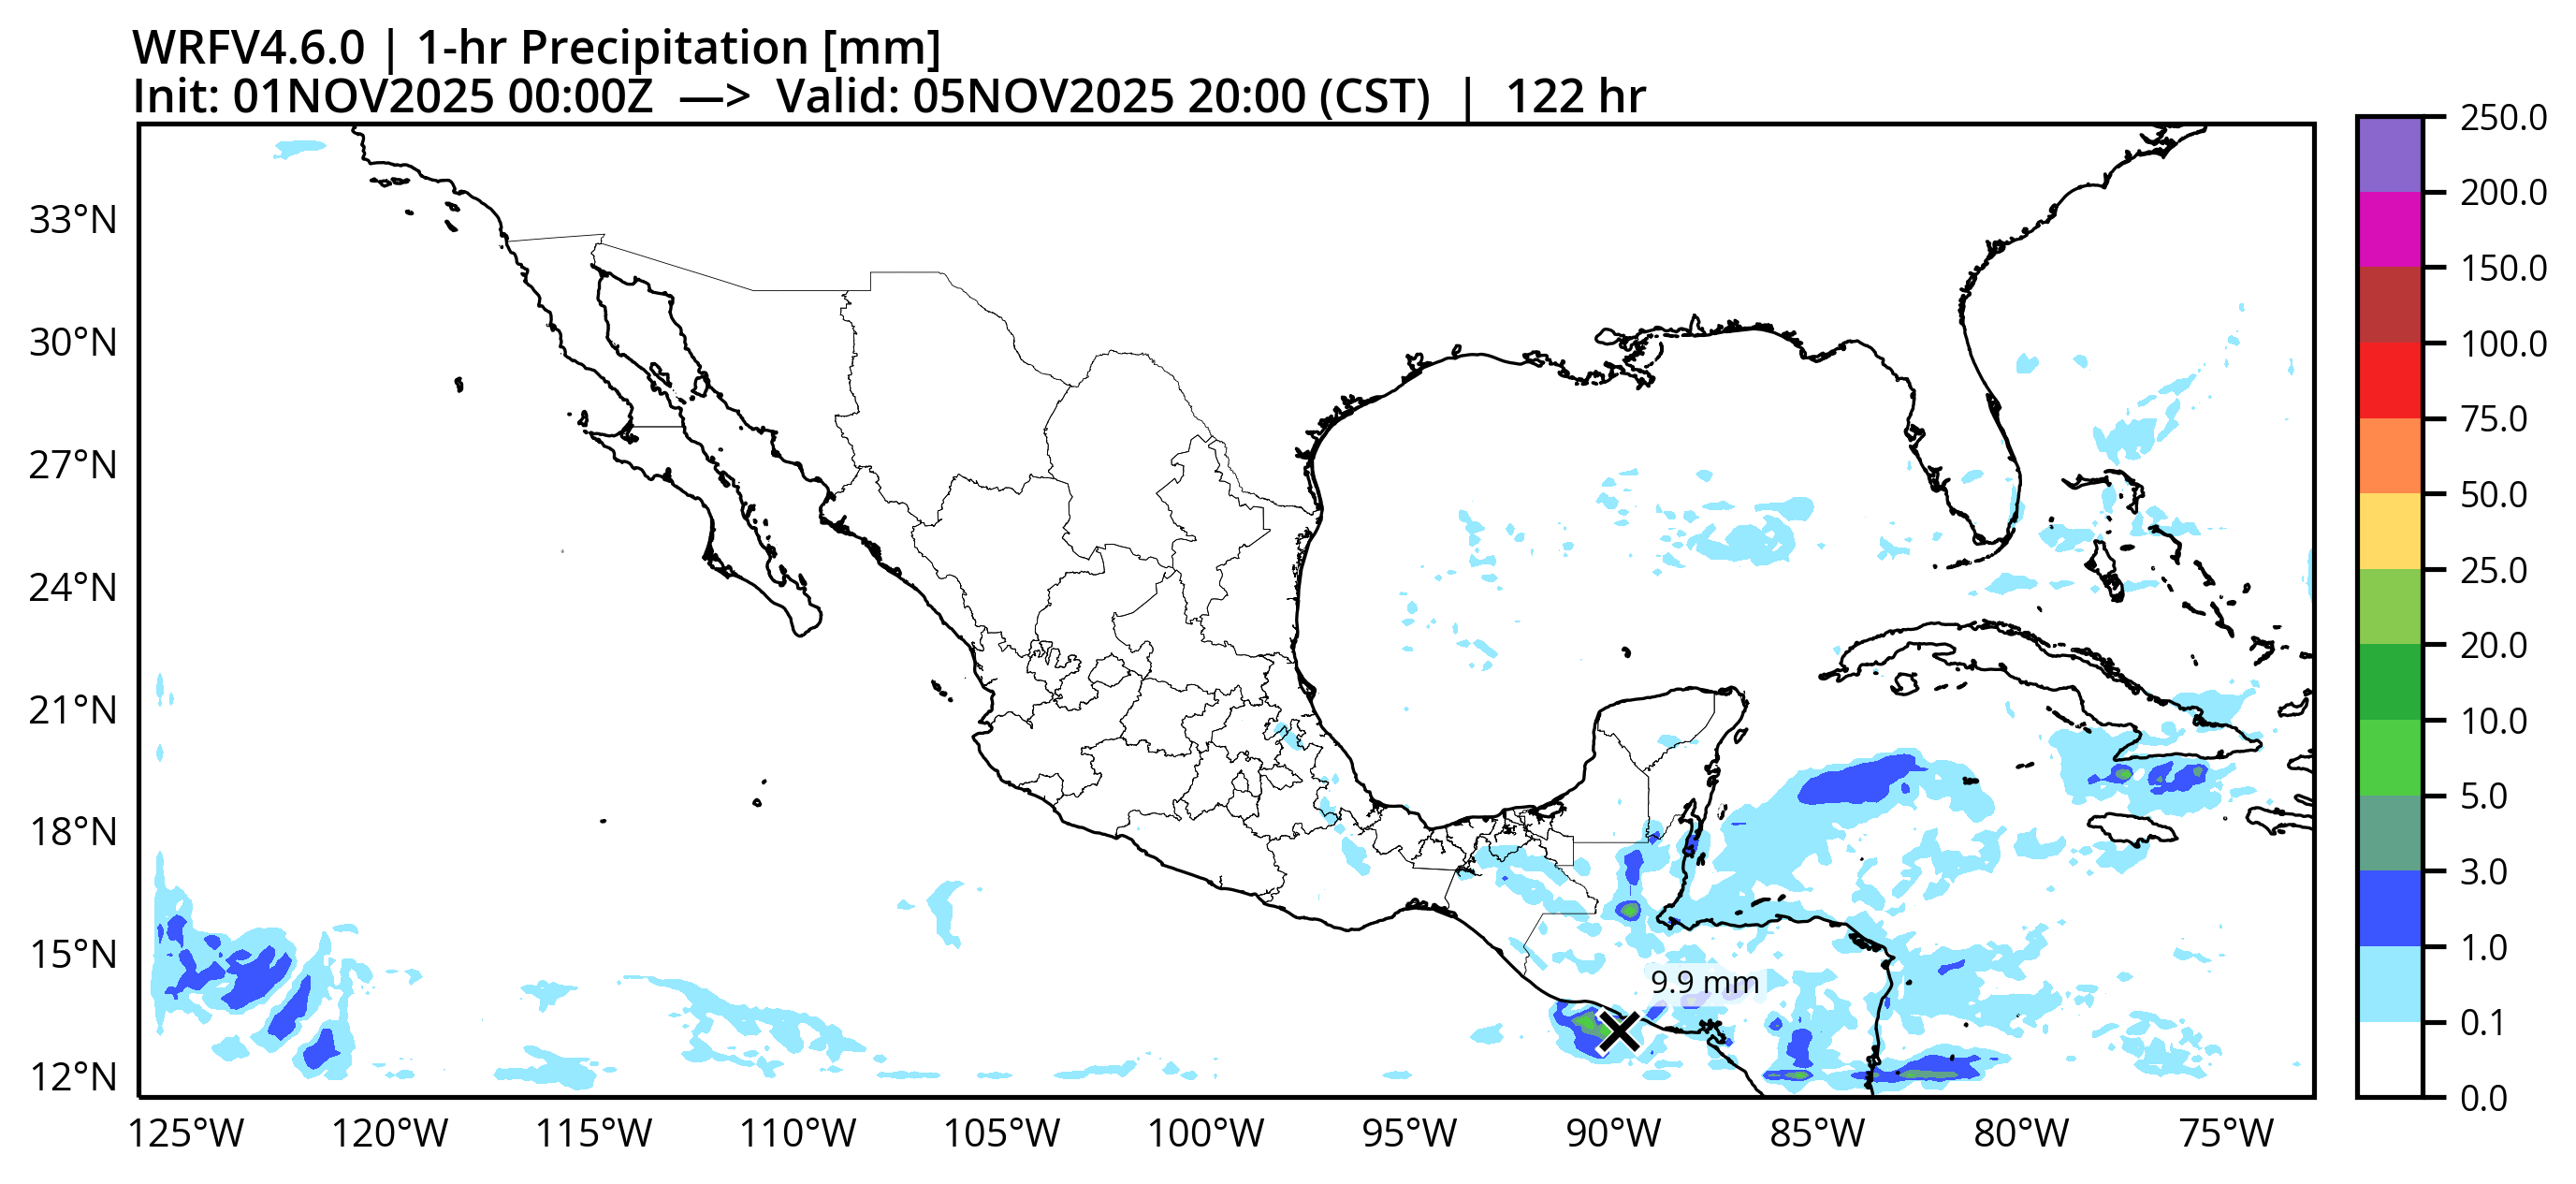 WRFV4.6.0 | 1-hr Precipitation [mm]
Init: 01NOV2025 00:00Z —> Valid: 05NOV2025 20:00 (CST) | 122 hr
33°N
30°N
27°N
24°N
21°N
18°N
15°N
12°N
9.9 mm
125°W 120°W 115°W 110°W 105°W 100°W 95°W 90°W 85°W 80°W 75°W
250.0
200.0
150.0
100.0
75.0
50.0
25.0
20.0
10.0
5.0
3.0
1.0
0.1
0.0